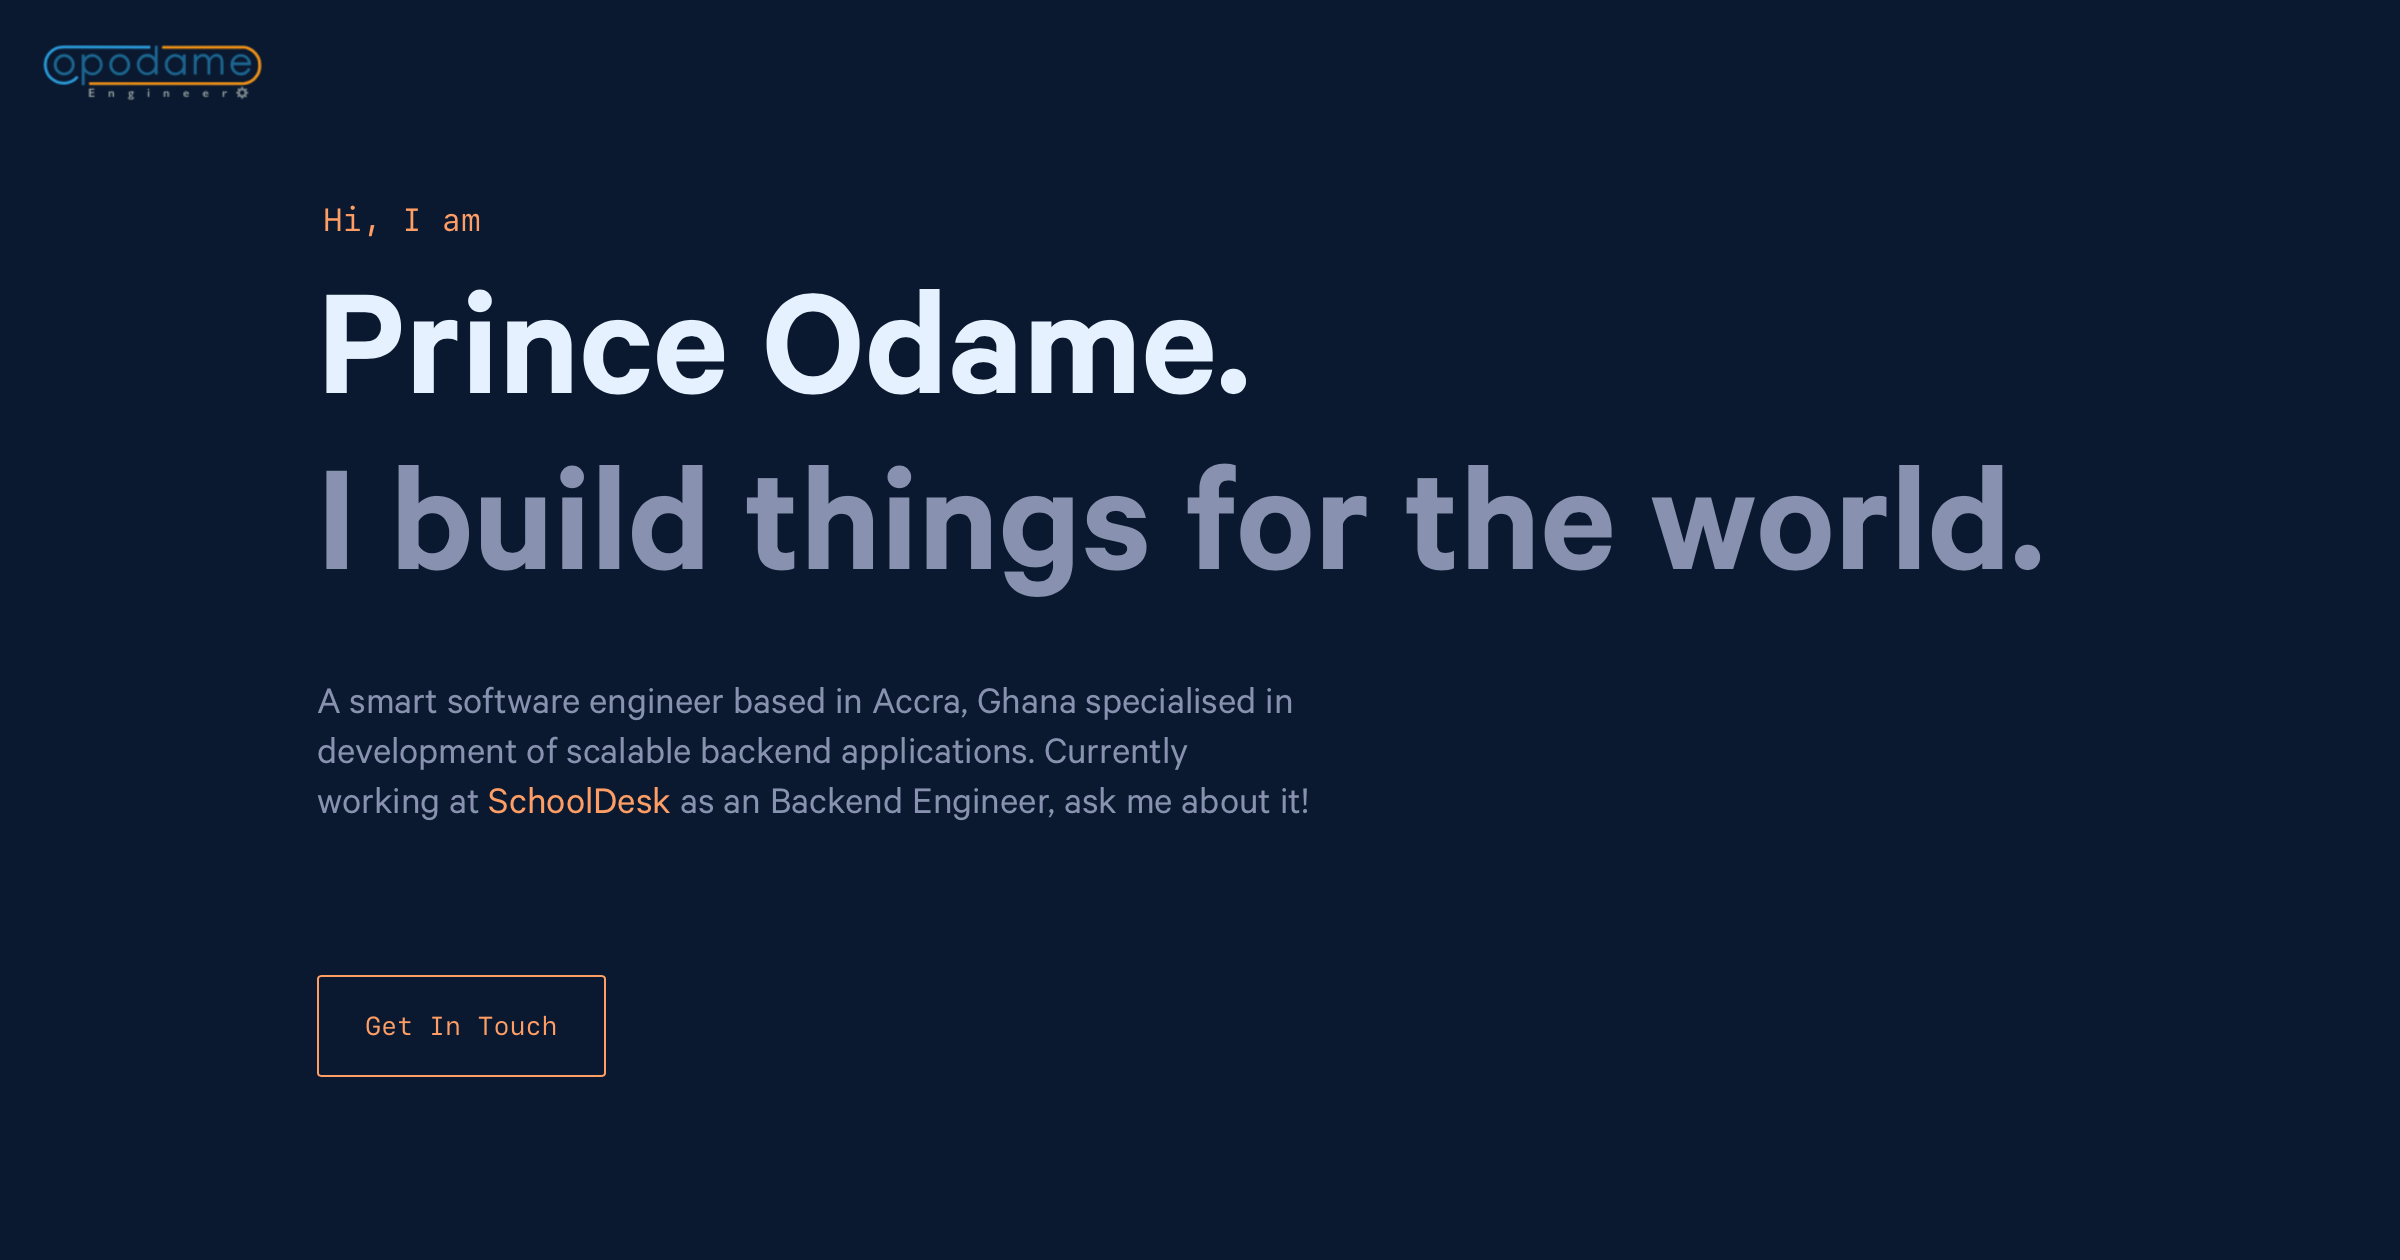 opodame
Engineer
Hi, I am
Prince Odame.
I build things for the world.
A smart software engineer based in Accra, Ghana specialised in
development of scalable backend applications. Currently
working at SchoolDesk as an Backend Engineer, ask me about it!
Get In Touch